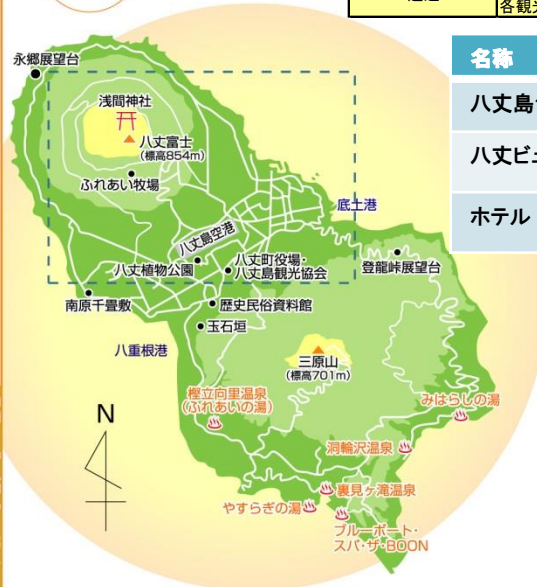 各観光
名称
八丈島
八丈ビュ
ホテル
永郷展望台
浅間神社
八丈富士
(標高854m)
ふれあい牧場
底土港
八丈島空港
八丈植物公園
八丈町役場・
八丈島観光協会
登龍峠展望台
南原千畳敷
歴史民俗資料館
玉石垣
八重根港
三原山
(標高701m)
樫立向里温泉
(ふれあいの湯)
みはらしの湯
N
洞輪沢温泉
裏見ヶ滝温泉
やすらぎの湯
ブルーポート・
スパ・ザ・BOON